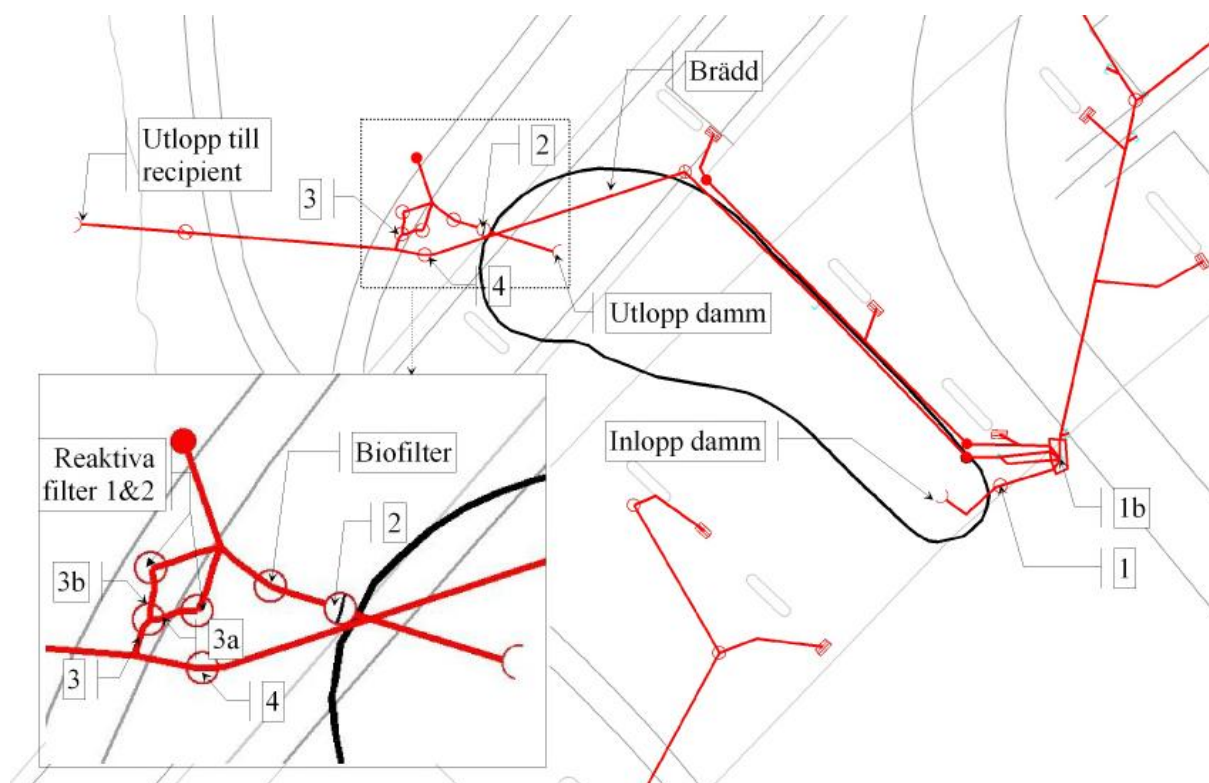 Brädd
Utlopp till
recipient
2
3
4
Utlopp damm
Inlopp damm
1b
1
Reaktiva
filter 1&2
Biofilter
2
3b
3a
3
4